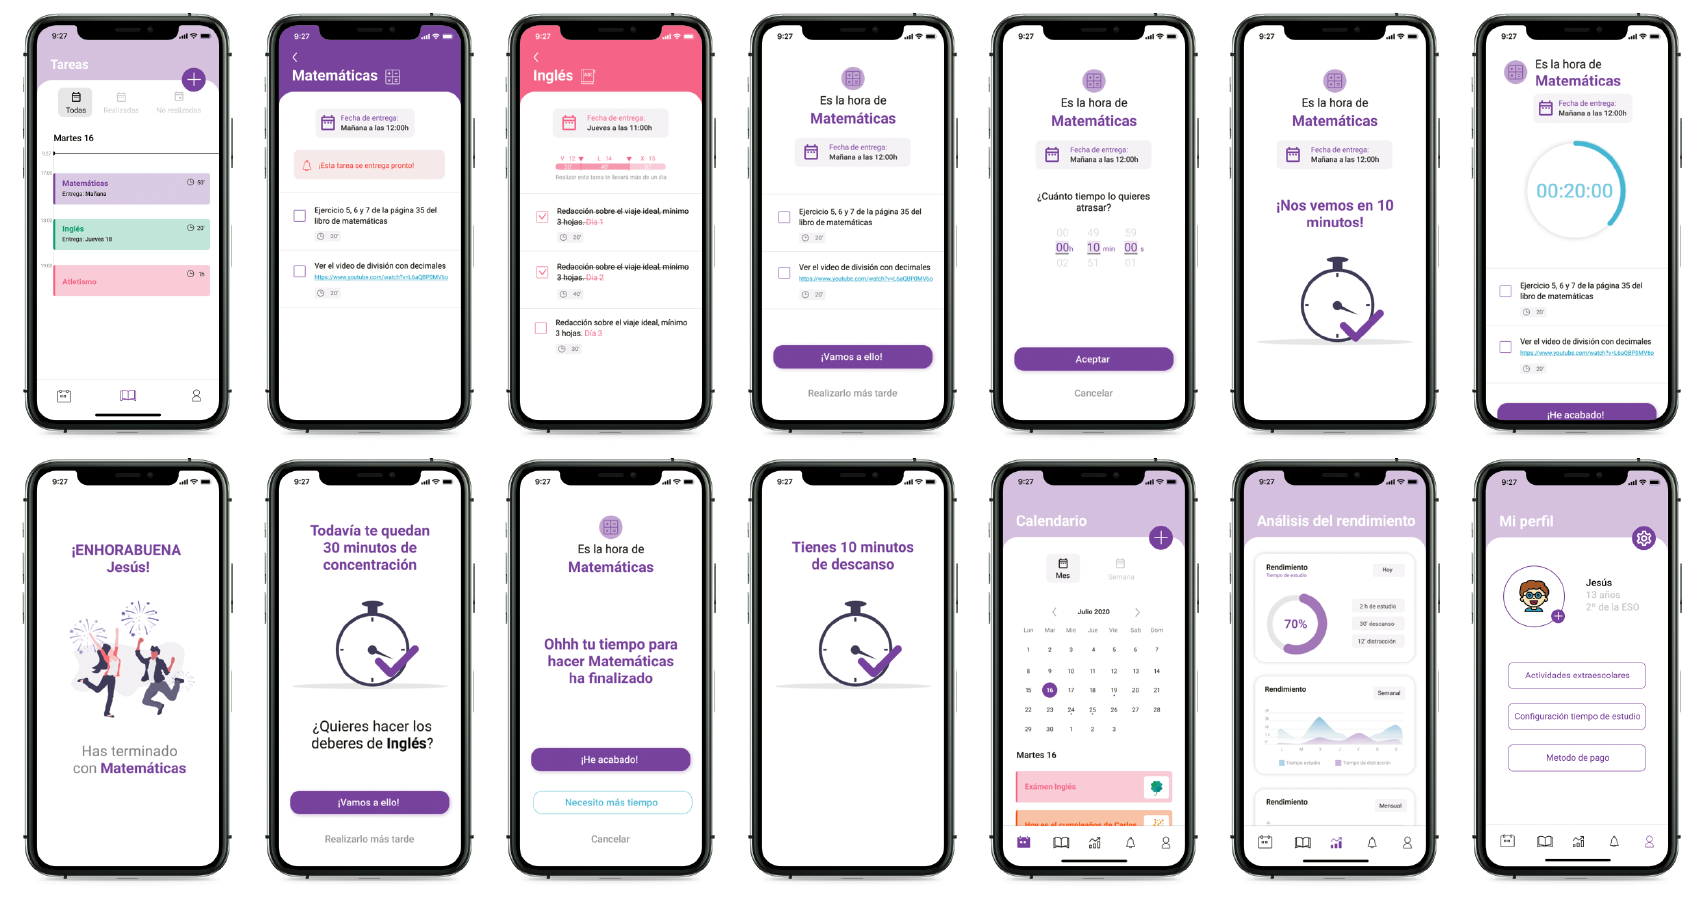 9:27
Tareas
Todas
Realizadas
No realizadas
Martes 16
Matemáticas
50'
Entrega: Mañana
Inglés
20'
Entrega: Jueves 18
Atletismo
9:27
Matemáticas
Fecha de entrega:
Mañana a las 12:00h
¡Esta tarea se entrega pronto!
Ejercicio 5, 6 y 7 de la página 35 del
libro de matemáticas
20'
Ver el video de división con decimales
https://www.youtube.com/watch?v=L6aQBP0MV6o
20'
9:27
Inglés
Fecha de entrega:
Jueves a las 11:00h
V 12
L 14
X 15
Realizar esta tarea te llevará más de un día
Redacción sobre el viaje ideal, mínimo
3 hojas. Día 1
20'
Redacción sobre el viaje ideal, mínimo
3 hojas. Día 2
40'
Redacción sobre el viaje ideal, mínimo
3 hojas. Día 3
9:27
Es la hora de
Matemáticas
Fecha de entrega:
Mañana a las 12:00h
Ejercicio 5, 6 y 7 de la página 35 del
libro de matemáticas
20'
Ver el video de división con decimales
https://www.youtube.com/watch?v=L6aQBP0MV6o
20'
¡Vamos a ello!
Realizarlo más tarde
9:27
Es la hora de
Matemáticas
Fecha de entrega:
Mañana a las 12:00h
¿Cuánto tiempo lo quieres
atrasar?
00 49 59
00h 10 min 00 s
02 51 01
Aceptar
Cancelar
9:27
Es la hora de
Matemáticas
Fecha de entrega:
Mañana a las 12:00h
¡Nos vemos en 10
minutos!
9:27
Es la hora de
Matemáticas
Fecha de entrega:
Mañana a las 12:00h
00:20:00
Ejercicio 5, 6 y 7 de la página 35 del
libro de matemáticas
20'
Ver el video de división con decimales
https://www.youtube.com/watch?v=L6aQBP0MV6o
20'
¡He acabado!
9:27
¡ENHORABUENA
Jesús!
Has terminado
con Matemáticas
9:27
Todavía te quedan
30 minutos de
concentración
¿Quieres hacer los
deberes de Inglés?
¡Vamos a ello!
Realizarlo más tarde
9:27
Es la hora de
Matemáticas
Ohhh tu tiempo para
hacer Matemáticas
ha finalizado
¡He acabado!
Necesito más tiempo
Cancelar
9:27
Tienes 10 minutos
de descanso
9:27
Calendario
Mes
Semana
Julio 2020
Lun Mar Mie Jue Vie Sab Dom
1 2 3 4 5 6 7
8 9 10 11 12 13 14
15 16 17 18 19 20 21
22 23 24 25 26 27 28
29 30 1 2 3
Martes 16
Exámen Inglés
Hoy es el cumpleaños de Carlos
9:27
Análisis del rendimiento
Rendimiento
Tiempo de estudio
Hoy
70%
2 h de estudio
30' descanso
12' distracción
Rendimiento
Semanal
L M X J V S D
Tiempo estudio
Tiempo de distracción
Rendimiento
Mensual
9:27
Mi perfil
Jesús
13 años
2º de la ESO
Actividades extraescolares
Configuración tiempo de estudio
Metodo de pago